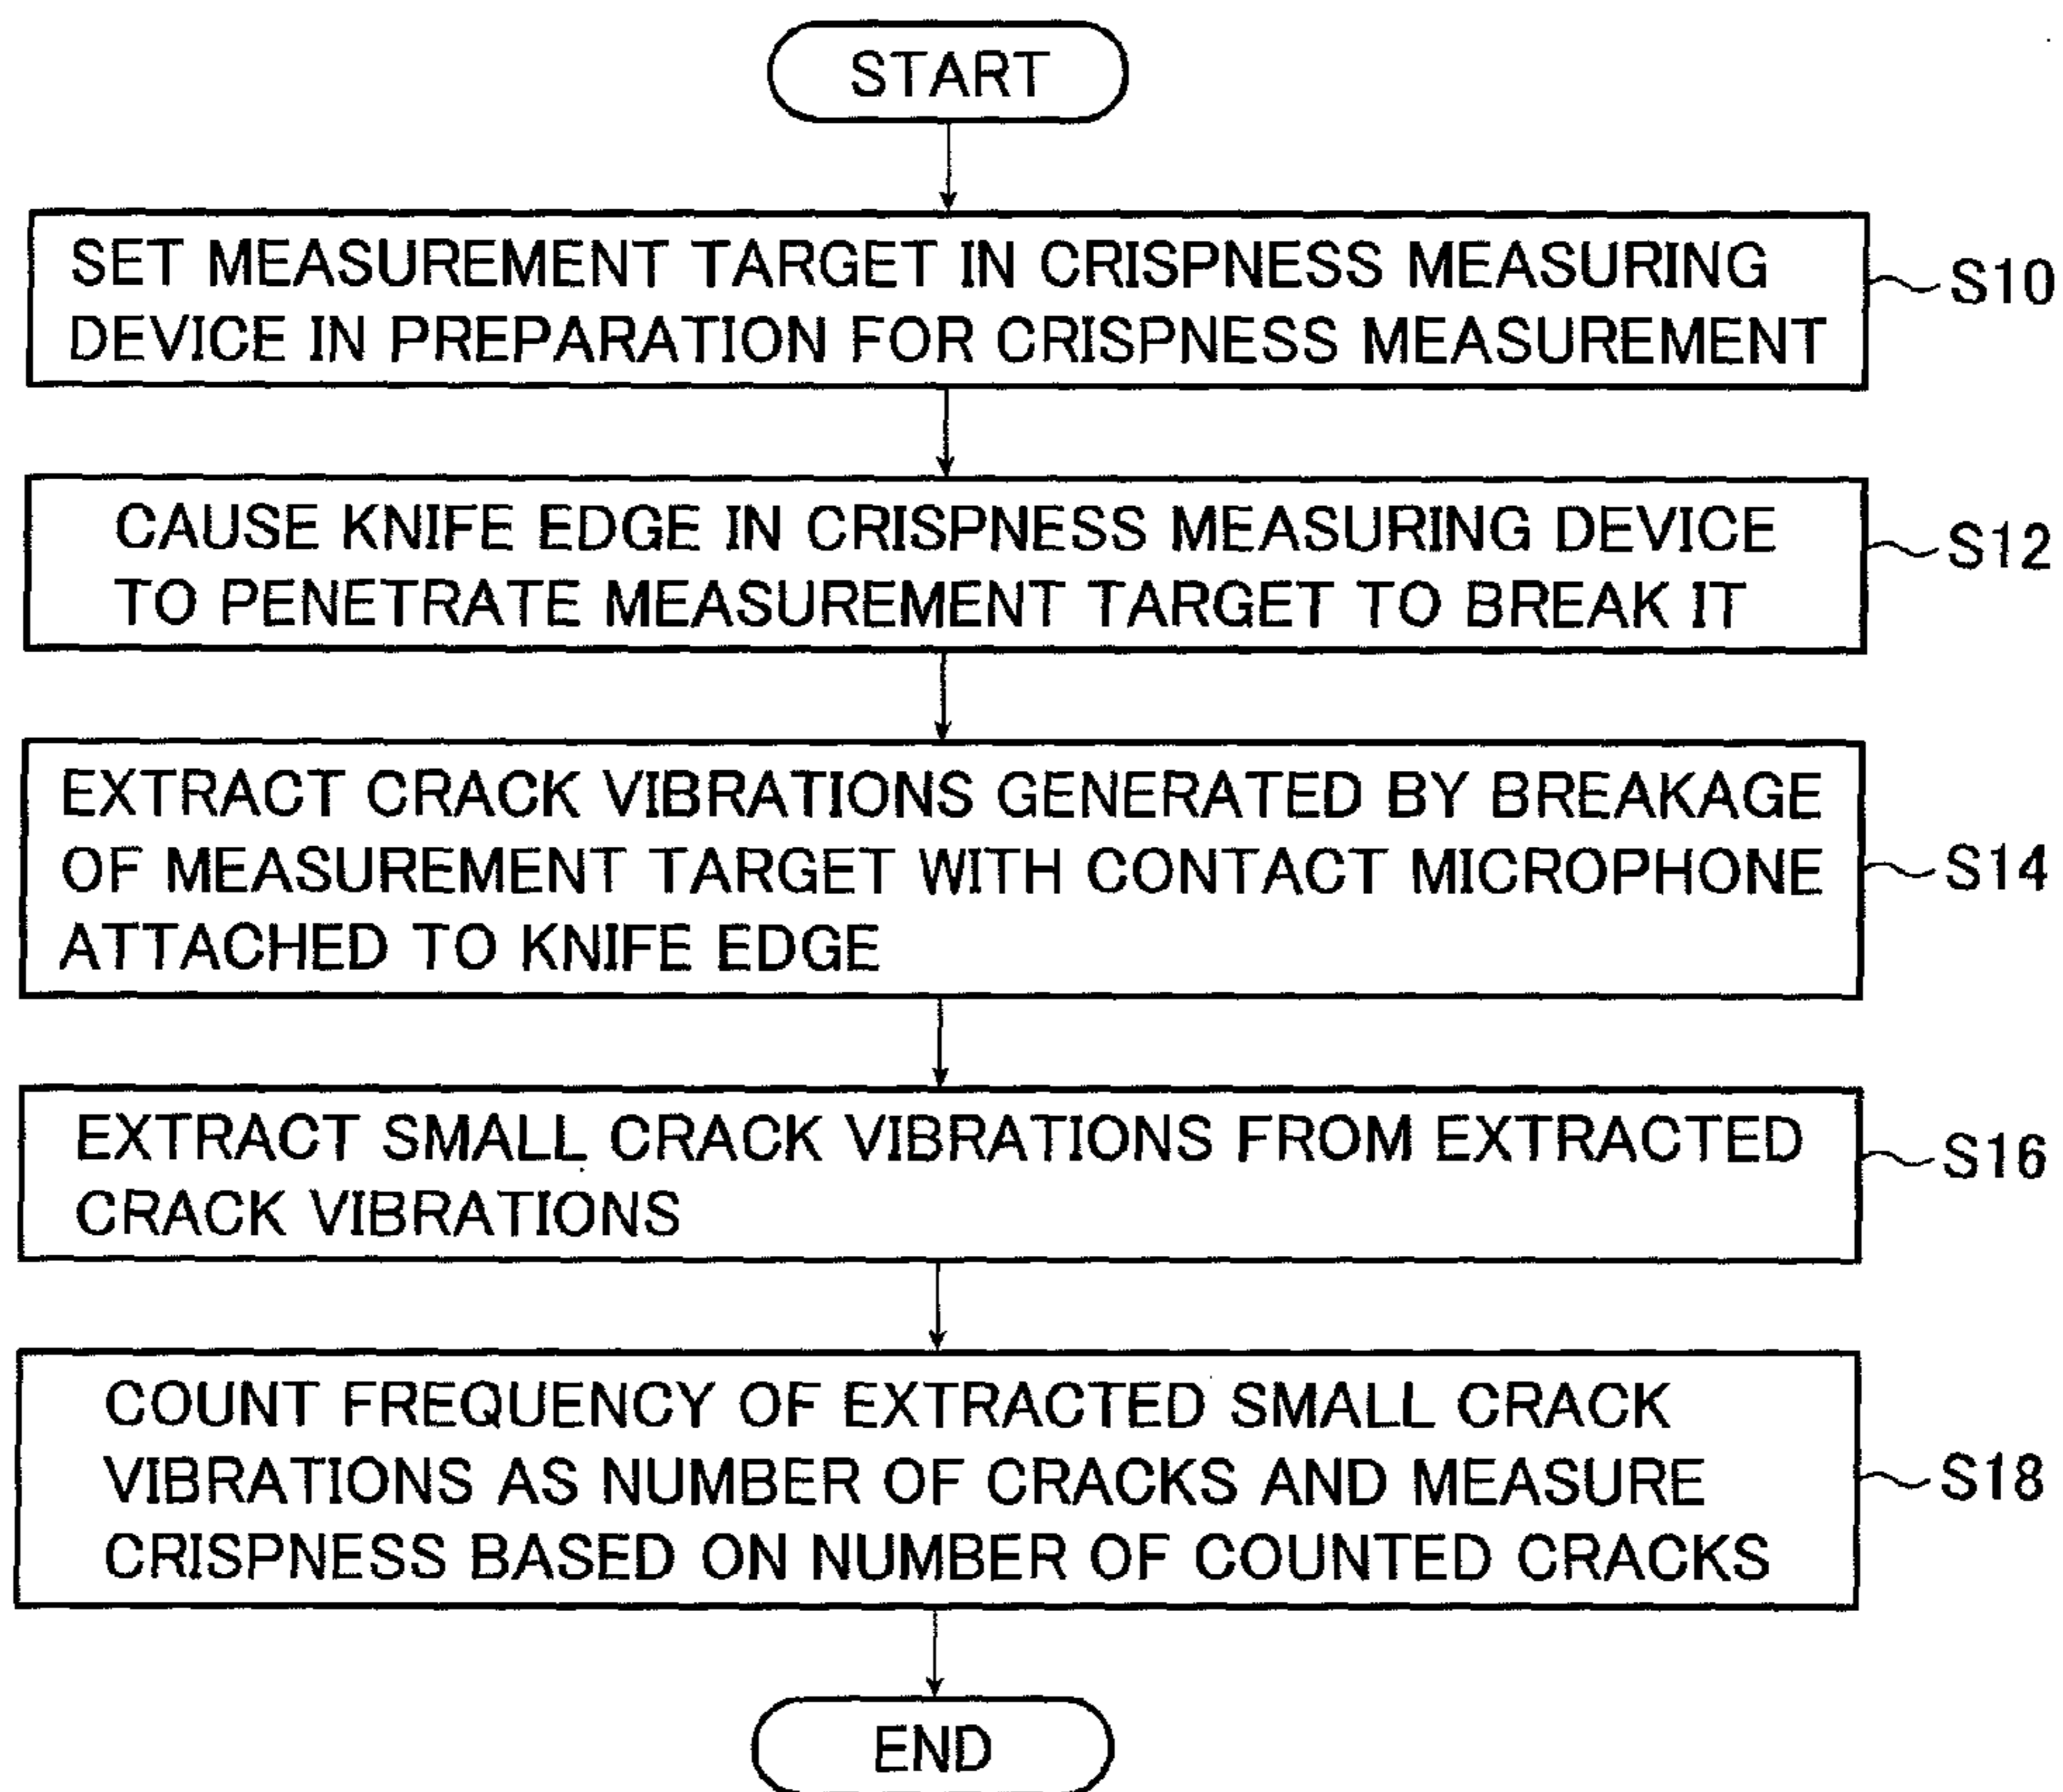 START
SET MEASUREMENT TARGET IN CRISPNESS MEASURING
DEVICE IN PREPARATION FOR CRISPNESS MEASUREMENT
S10
CAUSE KNIFE EDGE IN CRISPNESS MEASURING DEVICE
TO PENETRATE MEASUREMENT TARGET TO BREAK IT
S12
EXTRACT CRACK VIBRATIONS GENERATED BY BREAKAGE
OF MEASUREMENT TARGET WITH CONTACT MICROPHONE
ATTACHED TO KNIFE EDGE
S14
EXTRACT SMALL CRACK VIBRATIONS FROM EXTRACTED
CRACK VIBRATIONS
S16
COUNT FREQUENCY OF EXTRACTED SMALL CRACK
VIBRATIONS AS NUMBER OF CRACKS AND MEASURE
CRISPNESS BASED ON NUMBER OF COUNTED CRACKS
S18
END